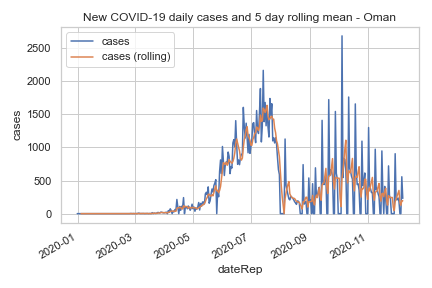 New COVID-19 daily cases and 5 day rolling mean - Oman
cases
cases (rolling)
2500
2000
1500
1000
500
0
cases
2020-01
2020-03
2020-05
2020-07
2020-09
2020-11
dateRep